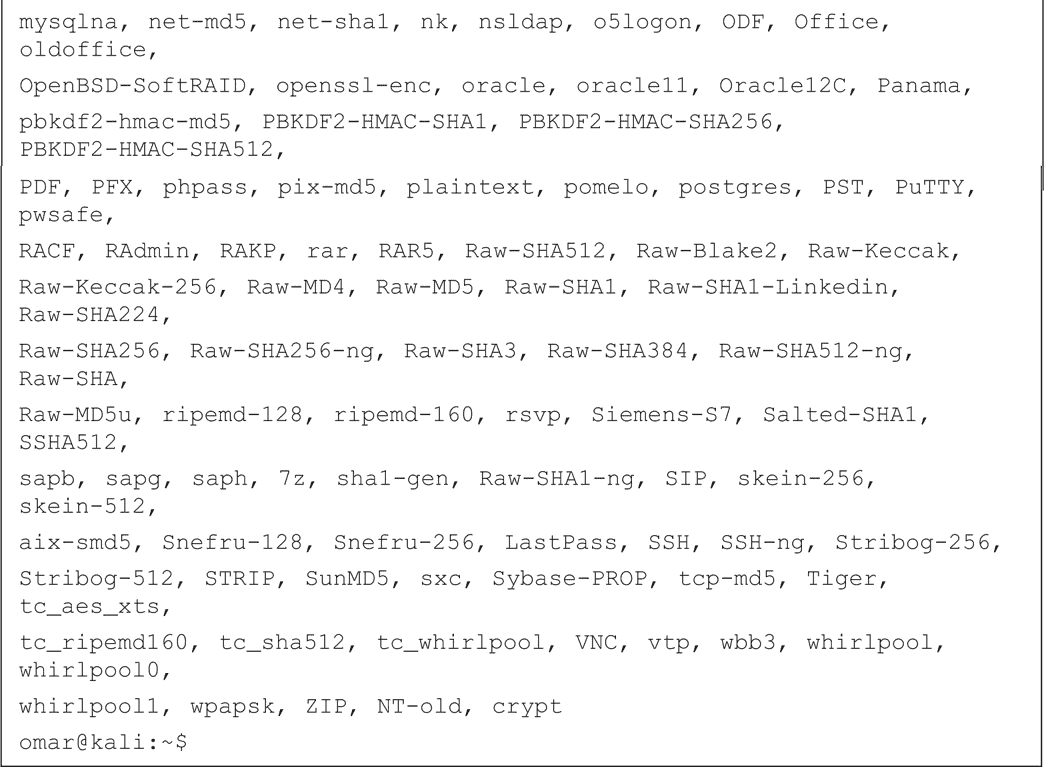 mysqlna, net-md5, net-sha1, nk, nsldap, o5logon, ODF, Office,
oldoffice,
OpenBSD-SoftRAID, openssl-enc, oracle, oracle11, Oracle12C, Panama,
pbkdf2-hmac-md5, PBKDF2-HMAC-SHA1, PBKDF2-HMAC-SHA256,
PBKDF2-HMAC-SHA512,
PDF, PFX, phpass, pix-md5, plaintext, pomelo, postgres, PST, PuTTY,
pwsafe,
RACF, RAdmin, RAKP, rar, RAR5, Raw-SHA512, Raw-Blake2, Raw-Keccak,
Raw-Keccak-256, Raw-MD4, Raw-MD5, Raw-SHA1, Raw-SHA1-Linkedin,
Raw-SHA224,
Raw-SHA256, Raw-SHA256-ng, Raw-SHA3, Raw-SHA384, Raw-SHA512-ng,
Raw-SHA,
Raw-MD5u, ripemd-128, ripemd-160, rsvp, Siemens-S7, Salted-SHA1,
SSHA512,
sapb, sapg, saph, 7z, sha1-gen, Raw-SHA1-ng, SIP, skein-256,
skein-512,
aix-smd5, Snefru-128, Snefru-256, LastPass, SSH, SSH-ng, Stribog-256,
Stribog-512, STRIP, SunMD5, sxc, Sybase-PROP, tcp-md5, Tiger,
tc_aes_xts,
tc_ripemd160, tc_sha512, tc_whirlpool, VNC, vtp, wbb3, whirlpool,
whirlpool0,
whirlpool1, wpapsk, ZIP, NT-old, crypt
omar@kali:~$